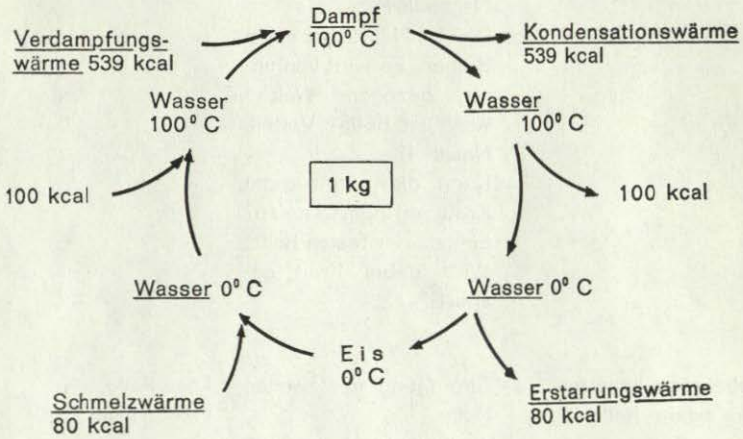 Dampf
100° C
Verdampfungs-
wärme 539 kcal
Kondensationswärme
539 kcal
Wasser
100° C
Wasser
100° C
1 kg
100 kcal
100 kcal
Wasser 0° C
Wasser 0° C
Eis
0° C
Schmelzwärme
80 kcal
Erstarrungswärme
80 kcal